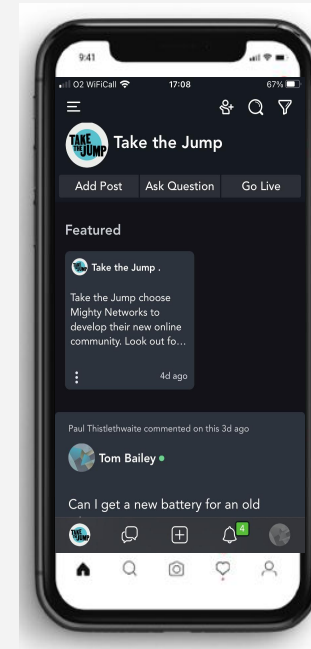 9:41
O2 WiFiCall 17:08 67%
TAKE THE JUMP Take the Jump
Add Post Ask Question Go Live
Featured
Take the Jump .
Take the Jump choose
Mighty Networks to
develop their new online
community. Look out fo...
4d ago
Paul Thistlethwaite commented on this 3d ago
Tom Bailey
Can I get a new battery for an old
4